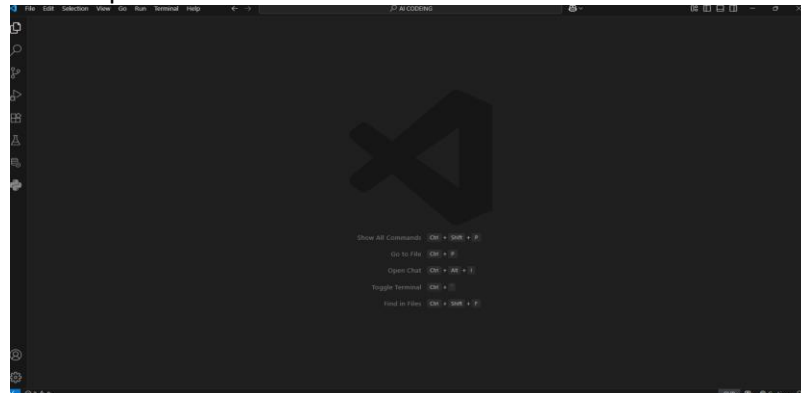 File Edit Selection View Go Run Terminal Help ← → AI CODEING
Show All Commands Ctrl + Shift + P
Go to File Ctrl + P
Open Chat Ctrl + Alt + I
Toggle Terminal Ctrl + `
Find in Files Ctrl + Shift + F